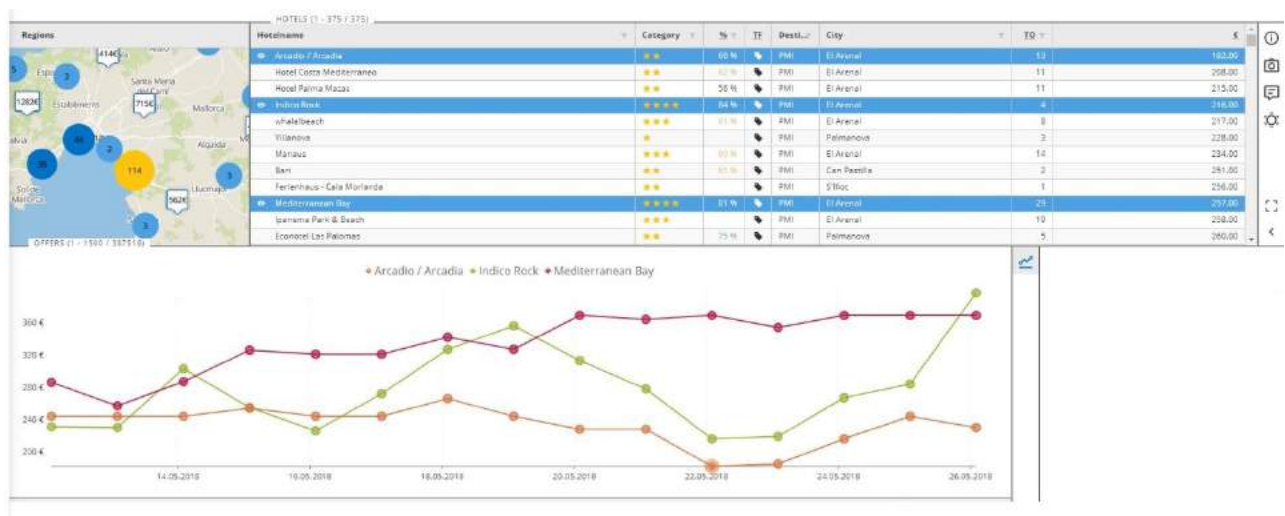 HOTELS (1 - 375 / 375)
Regions
Hotelname Category % TF Desti... City TO €
Arcadio / Arcadia 60 % PMI El Arenal 13 182.00
Hotel Costa Mediterraneo PMI El Arenal 11 208.00
Hotel Palma Mazas 56 % PMI El Arenal 11 215.00
Indico Rock 84 % PMI El Arenal 4 216.00
whalalbeach PMI El Arenal 8 217.00
Villanova PMI Palmanova 3 228.00
Manaus PMI El Arenal 14 234.00
Bari PMI Can Pastilla 2 251.00
Ferienhaus - Cala Morlanda PMI S'Illot 1 256.00
Mediterranean Bay 81 % PMI El Arenal 29 257.00
Ipanema Park & Beach PMI El Arenal 19 258.00
Econotel Las Palomas 75 % PMI Palmanova 5 260.00
414€
5
2
Santa Maria
del Camí
1282€
Establiments
715€
Mallorca
2
Algaida
35
114
3
Llucmajor
562€
3
OFFERS (1 - 1500 / 387510)
Arcadio / Arcadia Indico Rock Mediterranean Bay
360 €
320 €
280 €
240 €
200 €
14.05.2018 16.05.2018 18.05.2018 20.05.2018 22.05.2018 24.05.2018 26.05.2018